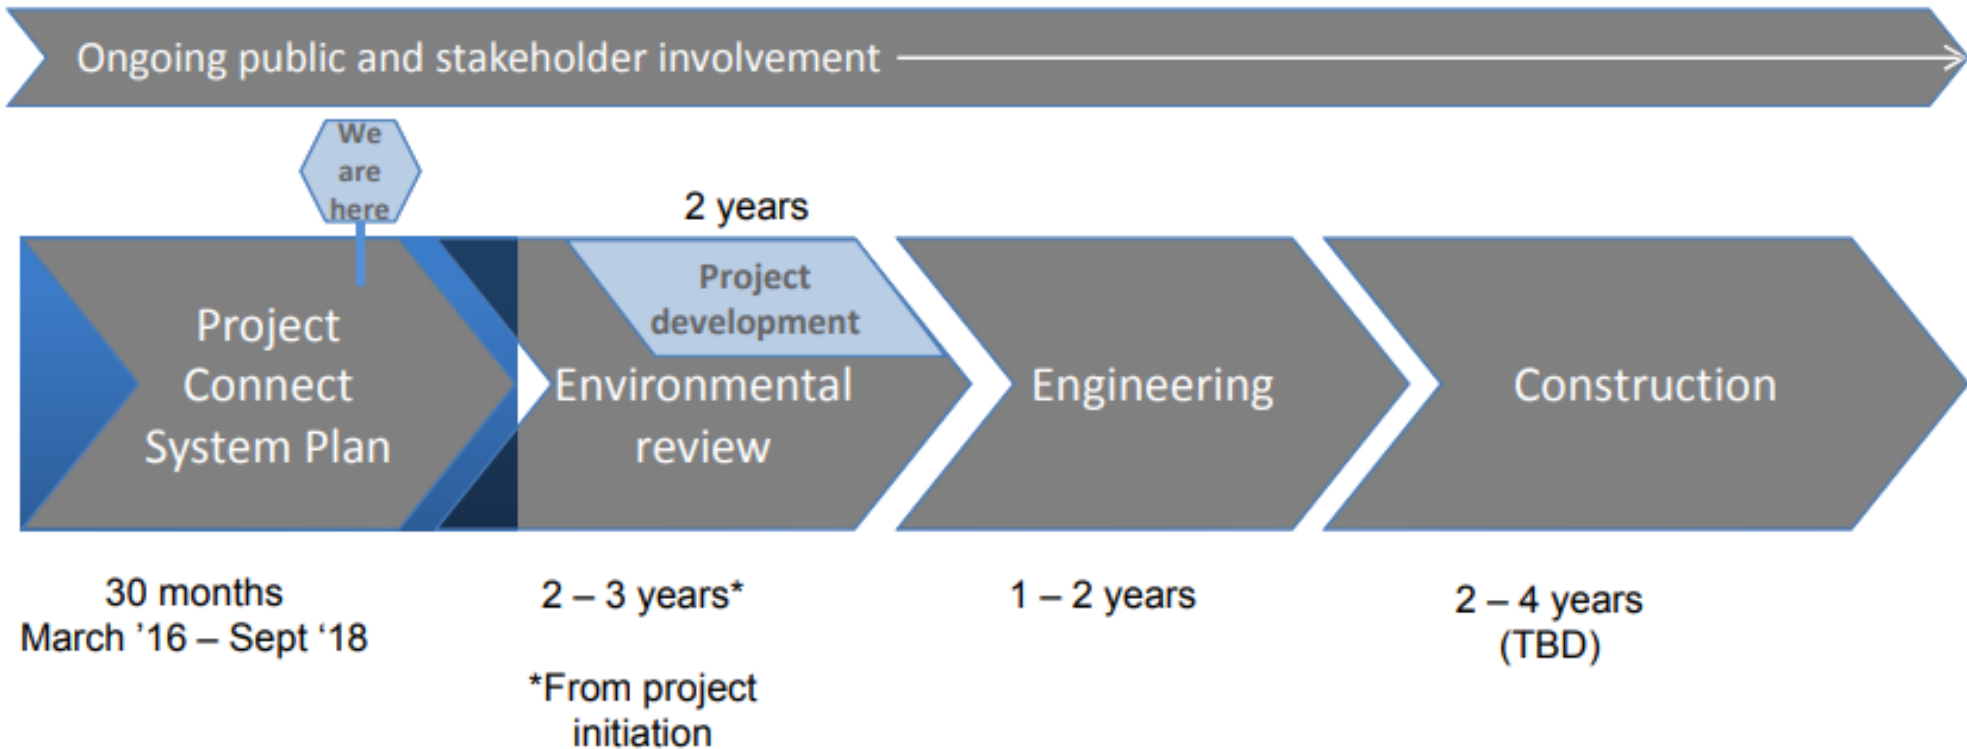 Ongoing public and stakeholder involvement
We
are
here
2 years
Project
development
Project
Connect
System Plan
Environmental
review
Engineering
Construction
30 months
March ’16 – Sept ‘18
2 – 3 years*
*From project
initiation
1 – 2 years
2 – 4 years
(TBD)